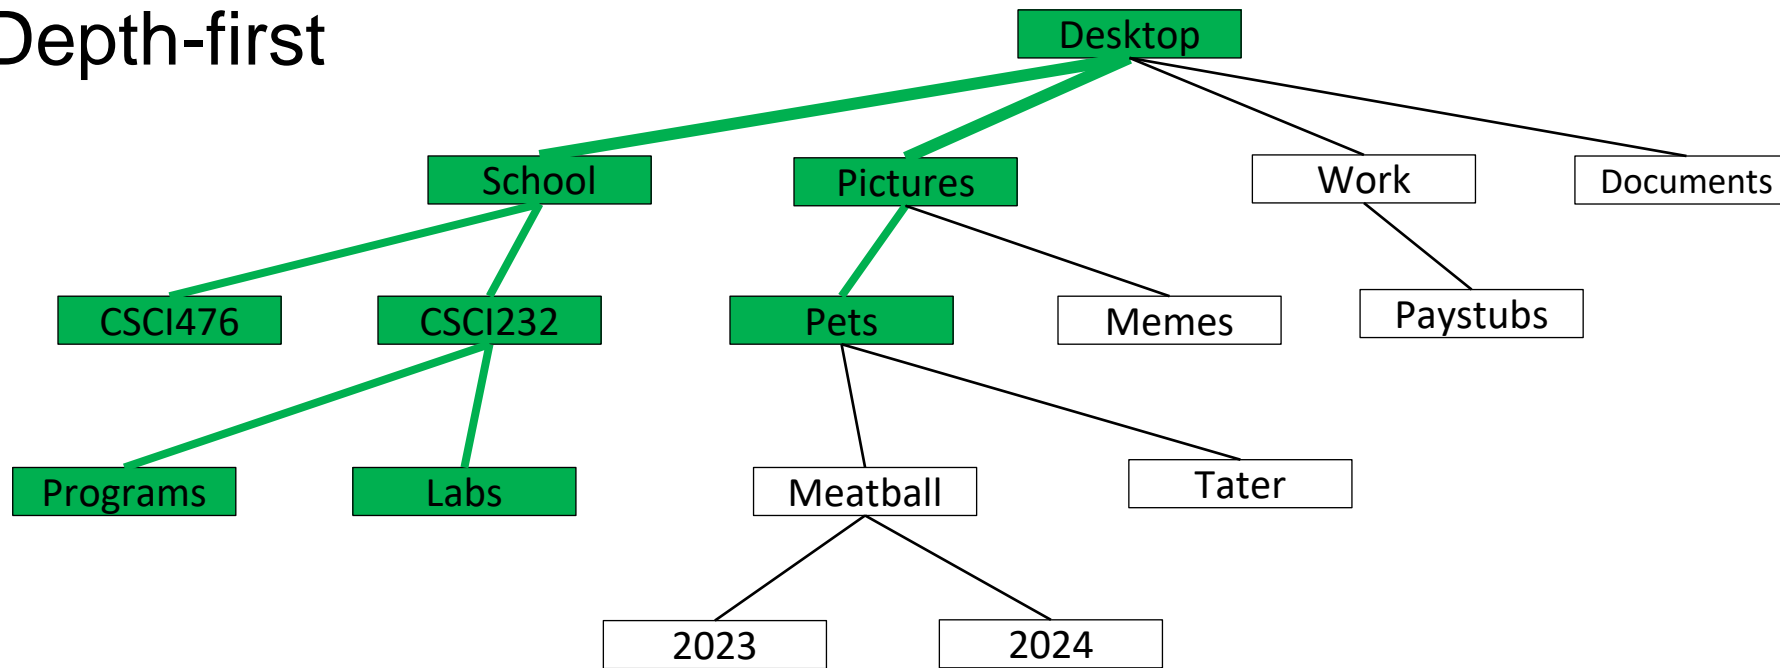 Depth-first
Desktop
School
Pictures
Work
Documents
CSCI476
CSCI232
Pets
Memes
Paystubs
Programs
Labs
Meatball
Tater
2023
2024